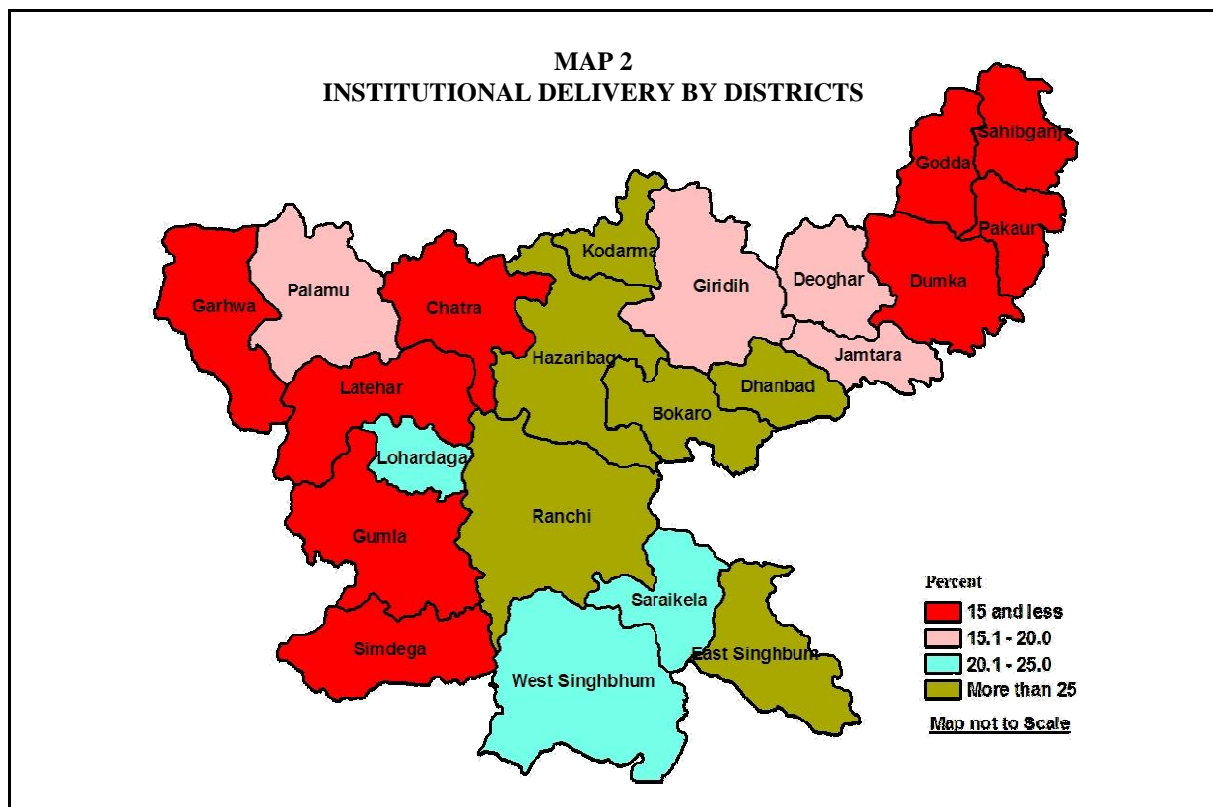 MAP 2
INSTITUTIONAL DELIVERY BY DISTRICTS
Sahibganj
Godda
Pakaur
Kodarma
Giridih
Deoghar
Dumka
Palamu
Garhwa
Chatra
Jamtara
Hazaribag
Dhanbad
Latehar
Bokaro
Lohardaga
Ranchi
Gumla
Saraikela
Simdega
East Singhbum
West Singhbhum
Percent
15 and less
15.1 - 20.0
20.1 - 25.0
More than 25
Map not to Scale